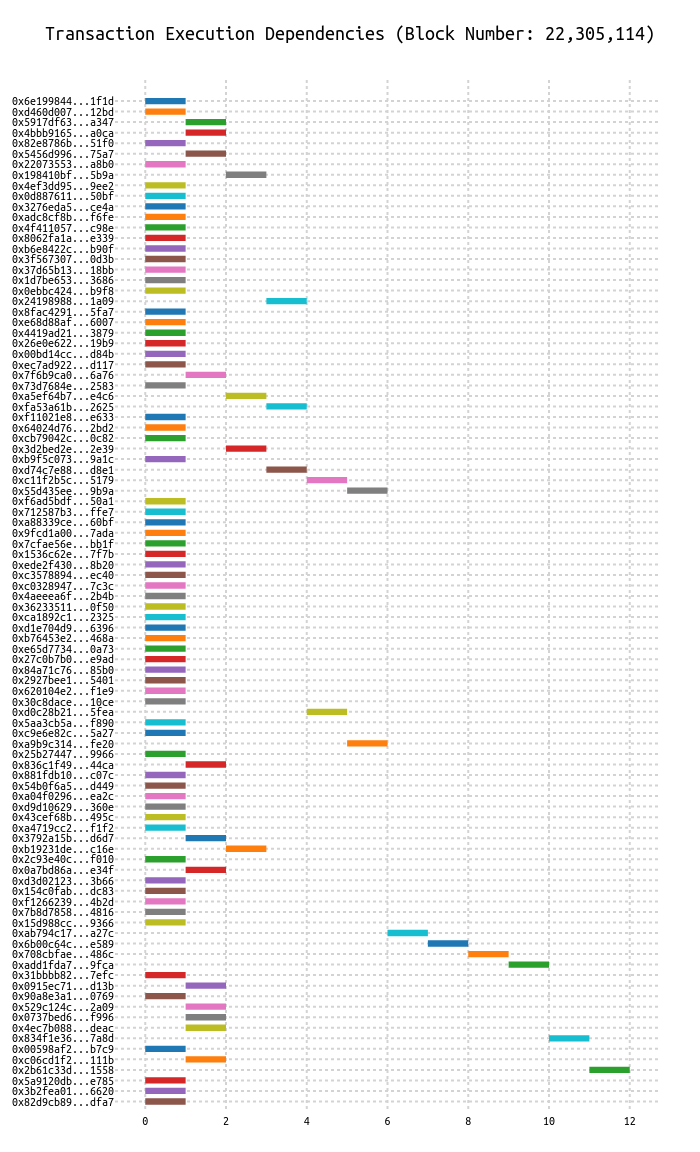 Transaction Execution Dependencies (Block Number: 22,305,114)
0x6e199844...1f1d
0xd460d007...12bd
0x5917df63...a347
0x4bbb9165...a0ca
0x82e8786b...51f0
0x5456d996...75a7
0x22073553...a8b0
0x198410bf...5b9a
0x4ef3dd95...9ee2
0x0d887611...50bf
0x3276eda5...ce4a
0xadc8cf8b...f6fe
0x4f411057...c98e
0x8062fa1a...e339
0xb6e8422c...b90f
0x3f567307...0d3b
0x37d65b13...18bb
0x1d7be653...3686
0x0ebbc424...b9f8
0x24198988...1a09
0x8fac4291...5fa7
0xe68d88af...6007
0x4419ad21...3879
0x26e0e622...19b9
0x00bd14cc...d84b
0xec7ad922...d117
0x7f6b9ca0...6a76
0x73d7684e...2583
0xa5ef64b7...e4c6
0xfa53a61b...2625
0xf11021e8...e633
0x64024d76...2bd2
0xcb79042c...0c82
0x3d2bed2e...2e39
0xb9f5c073...9a1c
0xd74c7e88...d8e1
0xc11f2b5c...5179
0x55d435ee...9b9a
0xf6ad5bdf...50a1
0x712587b3...ffe7
0xa88339ce...60bf
0x9fcd1a00...7ada
0x7cfae56e...bb1f
0x1536c62e...7f7b
0xede2f430...8b20
0xc3578894...ec40
0xc0328947...7c3c
0x4aeeea6f...2b4b
0x36233511...0f50
0xca1892c1...2325
0xd1e704d9...6396
0xb76453e2...468a
0xe65d7734...0a73
0x27c0b7b0...e9ad
0x84a71c76...85b0
0x2927bee1...5401
0x620104e2...f1e9
0x30c8dace...10ce
0xd0c28b21...5fea
0x5aa3cb5a...f890
0xc9e6e82c...5a27
0xa9b9c314...fe20
0x25b27447...9966
0x836c1f49...44ca
0x881fdb10...c07c
0x54b0f6a5...d449
0xa04f0296...ea2c
0xd9d10629...360e
0x43cef68b...495c
0xa4719cc2...f1f2
0x3792a15b...d6d7
0xb19231de...c16e
0x2c93e40c...f010
0x0a7bd86a...e34f
0xd3d02123...3b66
0x154c0fab...dc83
0xf1266239...4b2d
0x7b8d7858...4816
0x15d988cc...9366
0xab794c17...a27c
0x6b00c64c...e589
0x708cbfae...486c
0xadd1fda7...9fca
0x31bbbb82...7efc
0x0915ec71...d13b
0x90a8e3a1...0769
0x529c124c...2a09
0x0737bed6...f996
0x4ec7b088...deac
0x834f1e36...7a8d
0x00598af2...b7c9
0xc06cd1f2...111b
0x2b61c33d...1558
0x5a9120db...e785
0x3b2fea01...6620
0x82d9cb89...dfa7
0 2 4 6 8 10 12